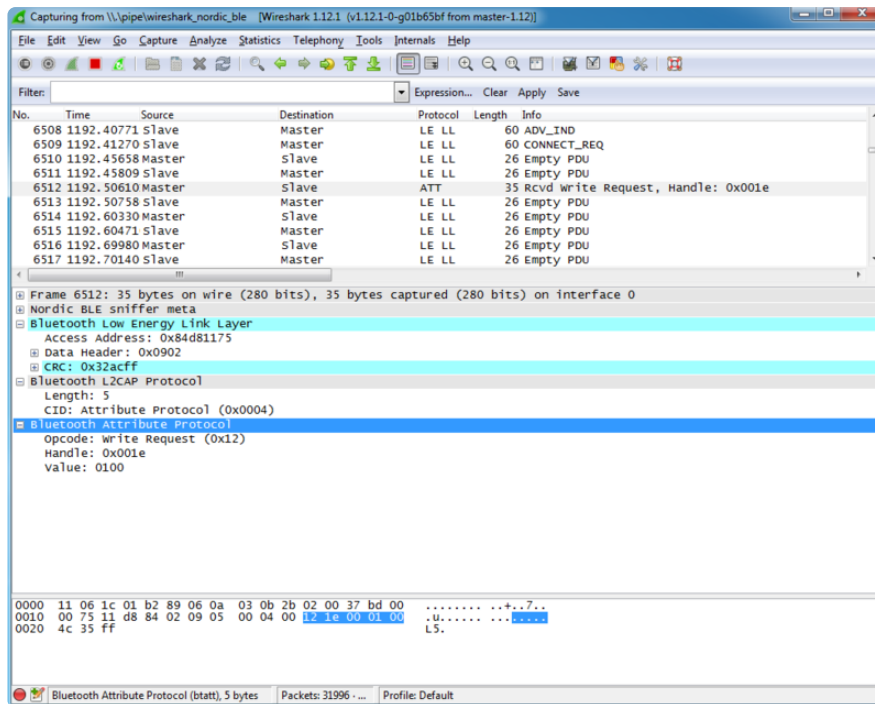 Capturing from \\.\pipe\wireshark_nordic_ble [Wireshark 1.12.1 (v1.12.1-0-g01b65bf from master-1.12)]
File Edit View Go Capture Analyze Statistics Telephony Tools Internals Help
Filter: Expression... Clear Apply Save
No. Time Source Destination Protocol Length Info
6508 1192.40771 Slave Master LE LL 60 ADV_IND
6509 1192.41270 Slave Master LE LL 60 CONNECT_REQ
6510 1192.45658 Master Slave LE LL 26 Empty PDU
6511 1192.45809 Slave Master LE LL 26 Empty PDU
6512 1192.50610 Master Slave ATT 35 Rcvd Write Request, Handle: 0x001e
6513 1192.50758 Slave Master LE LL 26 Empty PDU
6514 1192.60330 Master Slave LE LL 26 Empty PDU
6515 1192.60471 Slave Master LE LL 26 Empty PDU
6516 1192.69980 Master Slave LE LL 26 Empty PDU
6517 1192.70140 Slave Master LE LL 26 Empty PDU
Frame 6512: 35 bytes on wire (280 bits), 35 bytes captured (280 bits) on interface 0
Nordic BLE sniffer meta
Bluetooth Low Energy Link Layer
Access Address: 0x84d81175
Data Header: 0x0902
CRC: 0x32acff
Bluetooth L2CAP Protocol
Length: 5
CID: Attribute Protocol (0x0004)
Bluetooth Attribute Protocol
Opcode: Write Request (0x12)
Handle: 0x001e
Value: 0100
0000 11 06 1c 01 b2 89 06 0a 03 0b 2b 02 00 37 bd 00 ........ ..+..7..
0010 00 75 11 d8 84 02 09 05 00 04 00 12 1e 00 01 00 .u...... ........
0020 4c 35 ff L5.
Bluetooth Attribute Protocol (btatt), 5 bytes Packets: 31996 · ... Profile: Default